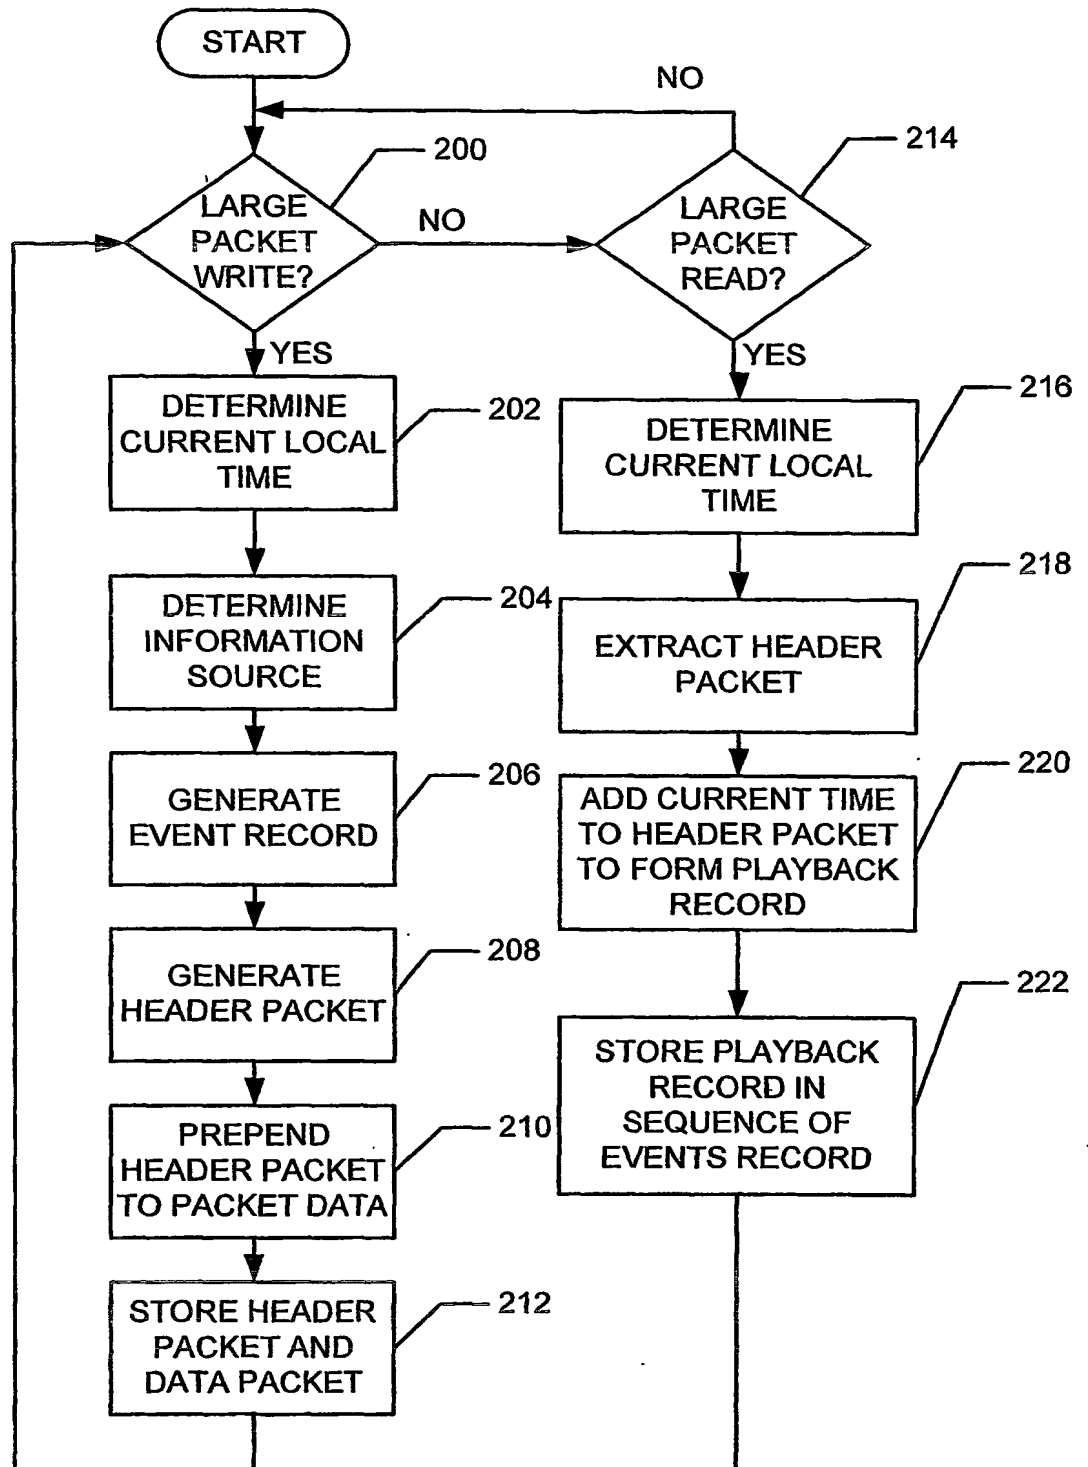 START
NO
200
214
LARGE
PACKET
WRITE?
NO
LARGE
PACKET
READ?
YES
YES
DETERMINE
CURRENT LOCAL
TIME
202
DETERMINE
CURRENT LOCAL
TIME
216
DETERMINE
INFORMATION
SOURCE
204
EXTRACT HEADER
PACKET
218
GENERATE
EVENT RECORD
206
ADD CURRENT TIME
TO HEADER PACKET
TO FORM PLAYBACK
RECORD
220
GENERATE
HEADER PACKET
208
STORE PLAYBACK
RECORD IN
SEQUENCE OF
EVENTS RECORD
222
PREPEND
HEADER PACKET
TO PACKET DATA
210
STORE HEADER
PACKET AND
DATA PACKET
212